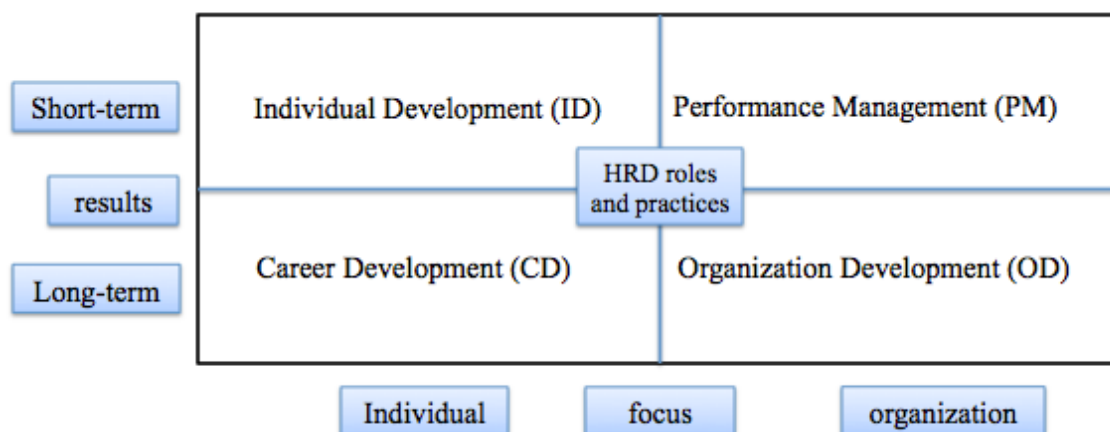 Short-term
Individual Development (ID)
Performance Management (PM)
HRD roles
and practices
results
Career Development (CD)
Organization Development (OD)
Long-term
Individual
focus
organization